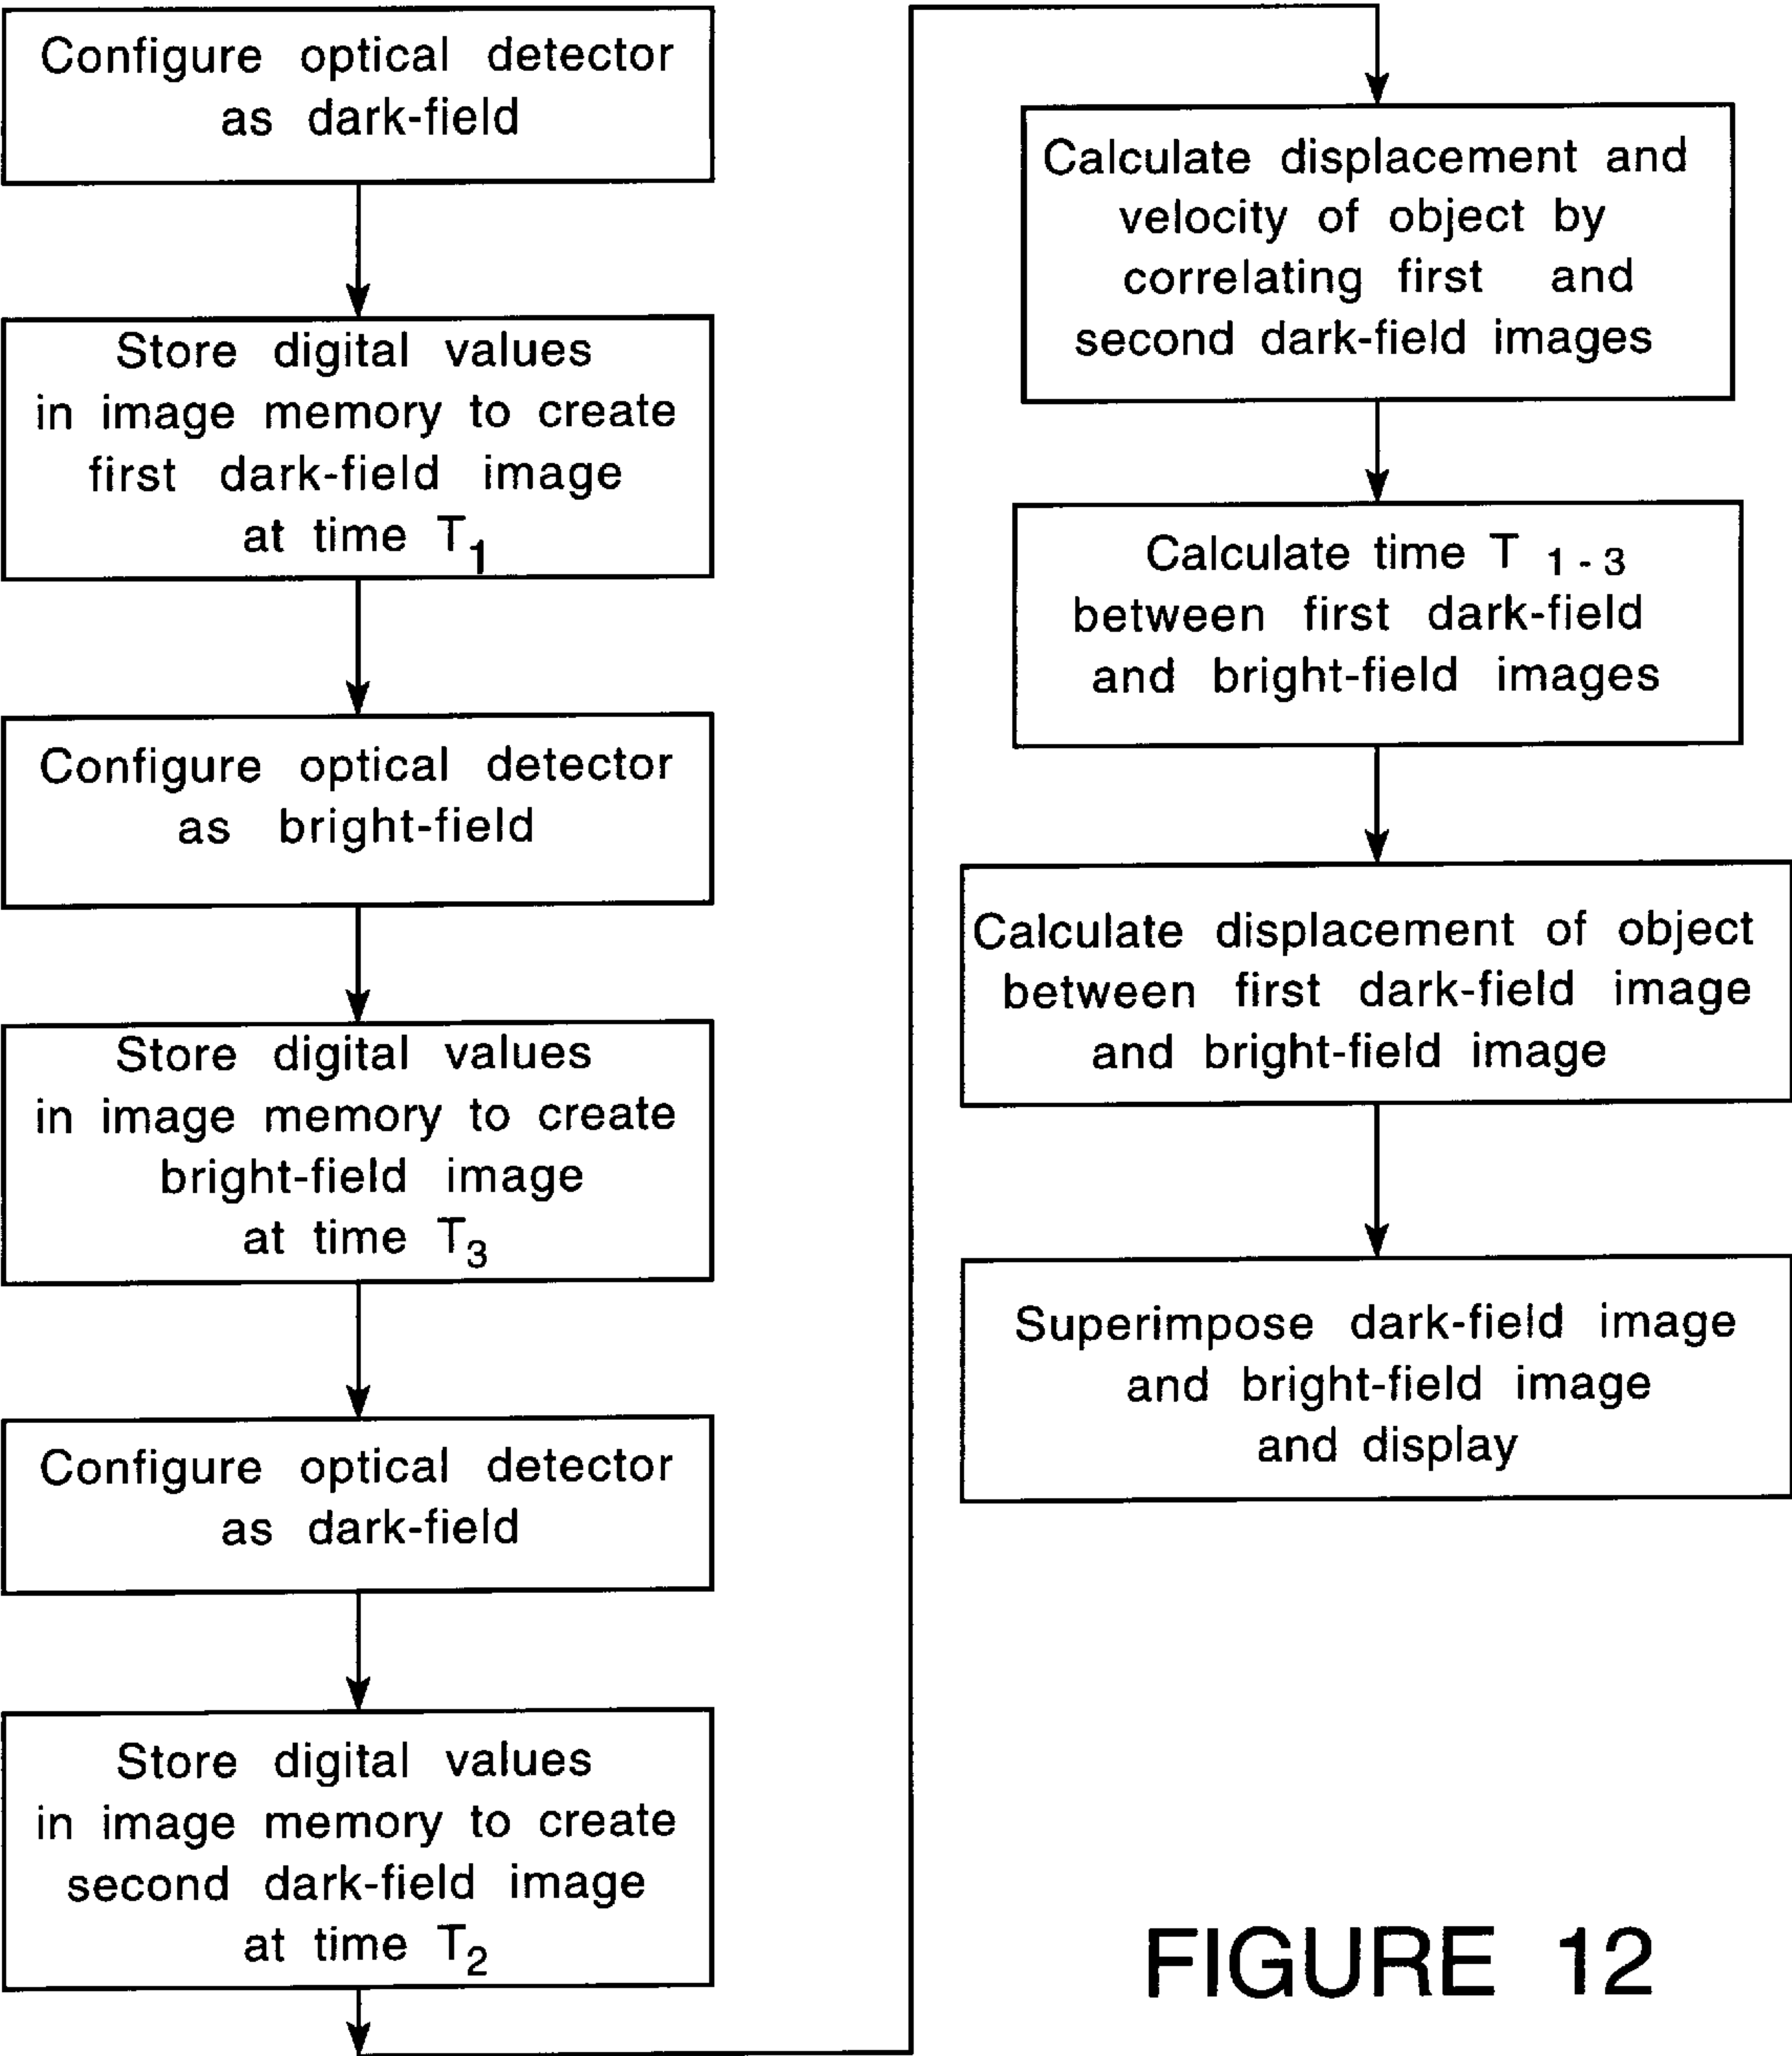 Configure optical detector
as dark-field
Store digital values
in image memory to create
first dark-field image
at time T1
Configure optical detector
as bright-field
Store digital values
in image memory to create
bright-field image
at time T3
Configure optical detector
as dark-field
Store digital values
in image memory to create
second dark-field image
at time T2
Calculate displacement and
velocity of object by
correlating first and
second dark-field images
Calculate time T 1-3
between first dark-field
and bright-field images
Calculate displacement of object
between first dark-field image
and bright-field image
Superimpose dark-field image
and bright-field image
and display
FIGURE 12